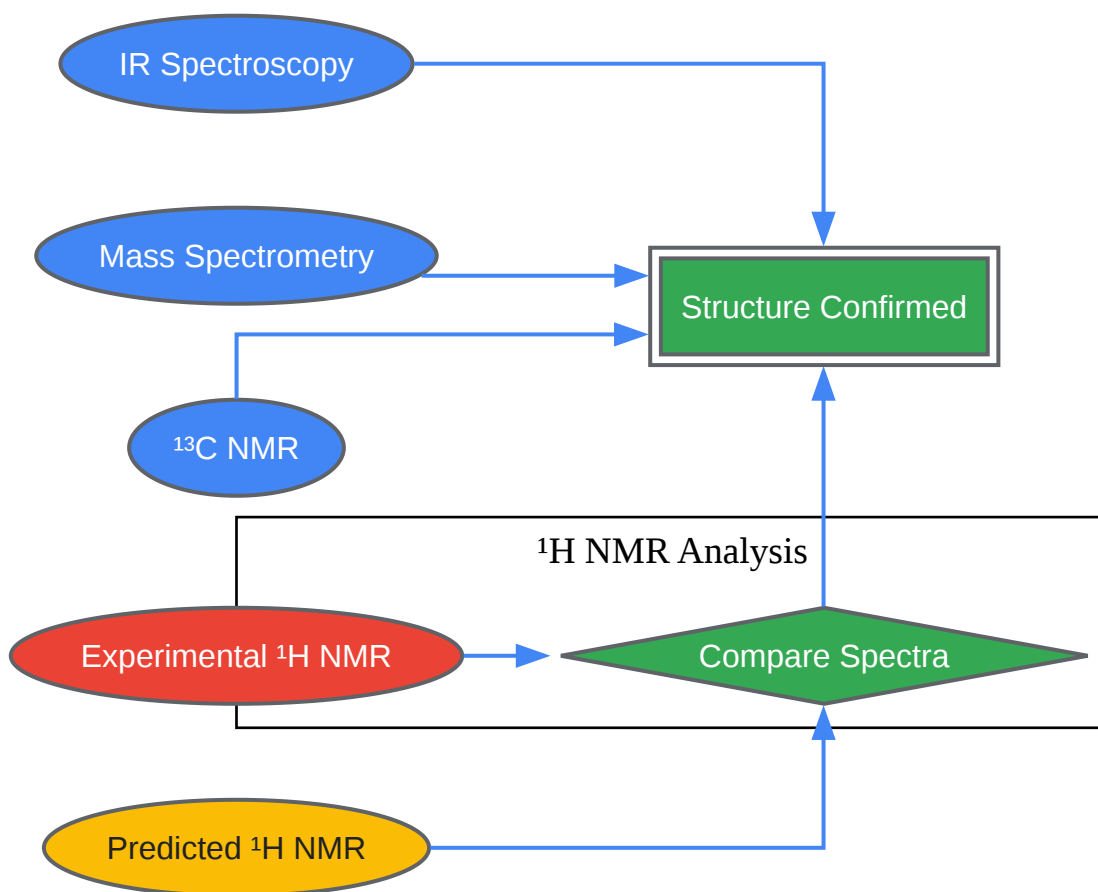 IR Spectroscopy
Mass Spectrometry
Structure Confirmed
¹³C NMR
¹H NMR Analysis
Experimental ¹H NMR
Compare Spectra
Predicted ¹H NMR